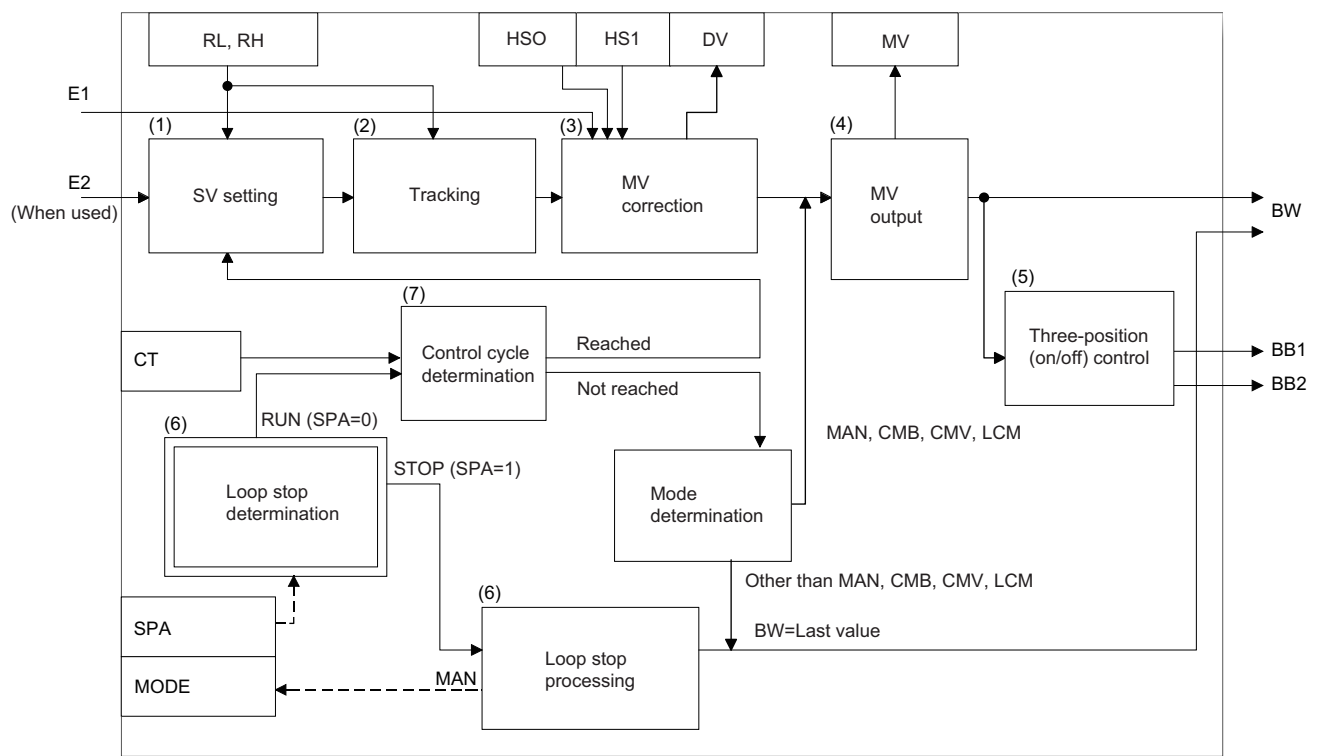 RL, RH
HSO
HS1
DV
MV
E1
(1)
(2)
(3)
(4)
E2
(When used)
SV setting
Tracking
MV
correction
MV
output
BW
(7)
(5)
CT
Control cycle
determination
Reached
Not reached
Three-position
(on/off) control
BB1
BB2
RUN (SPA=0)
(6)
MAN, CMB, CMV, LCM
STOP (SPA=1)
Loop stop
determination
Mode
determination
Other than MAN, CMB, CMV, LCM
(6)
SPA
BW=Last value
Loop stop
processing
MODE
MAN